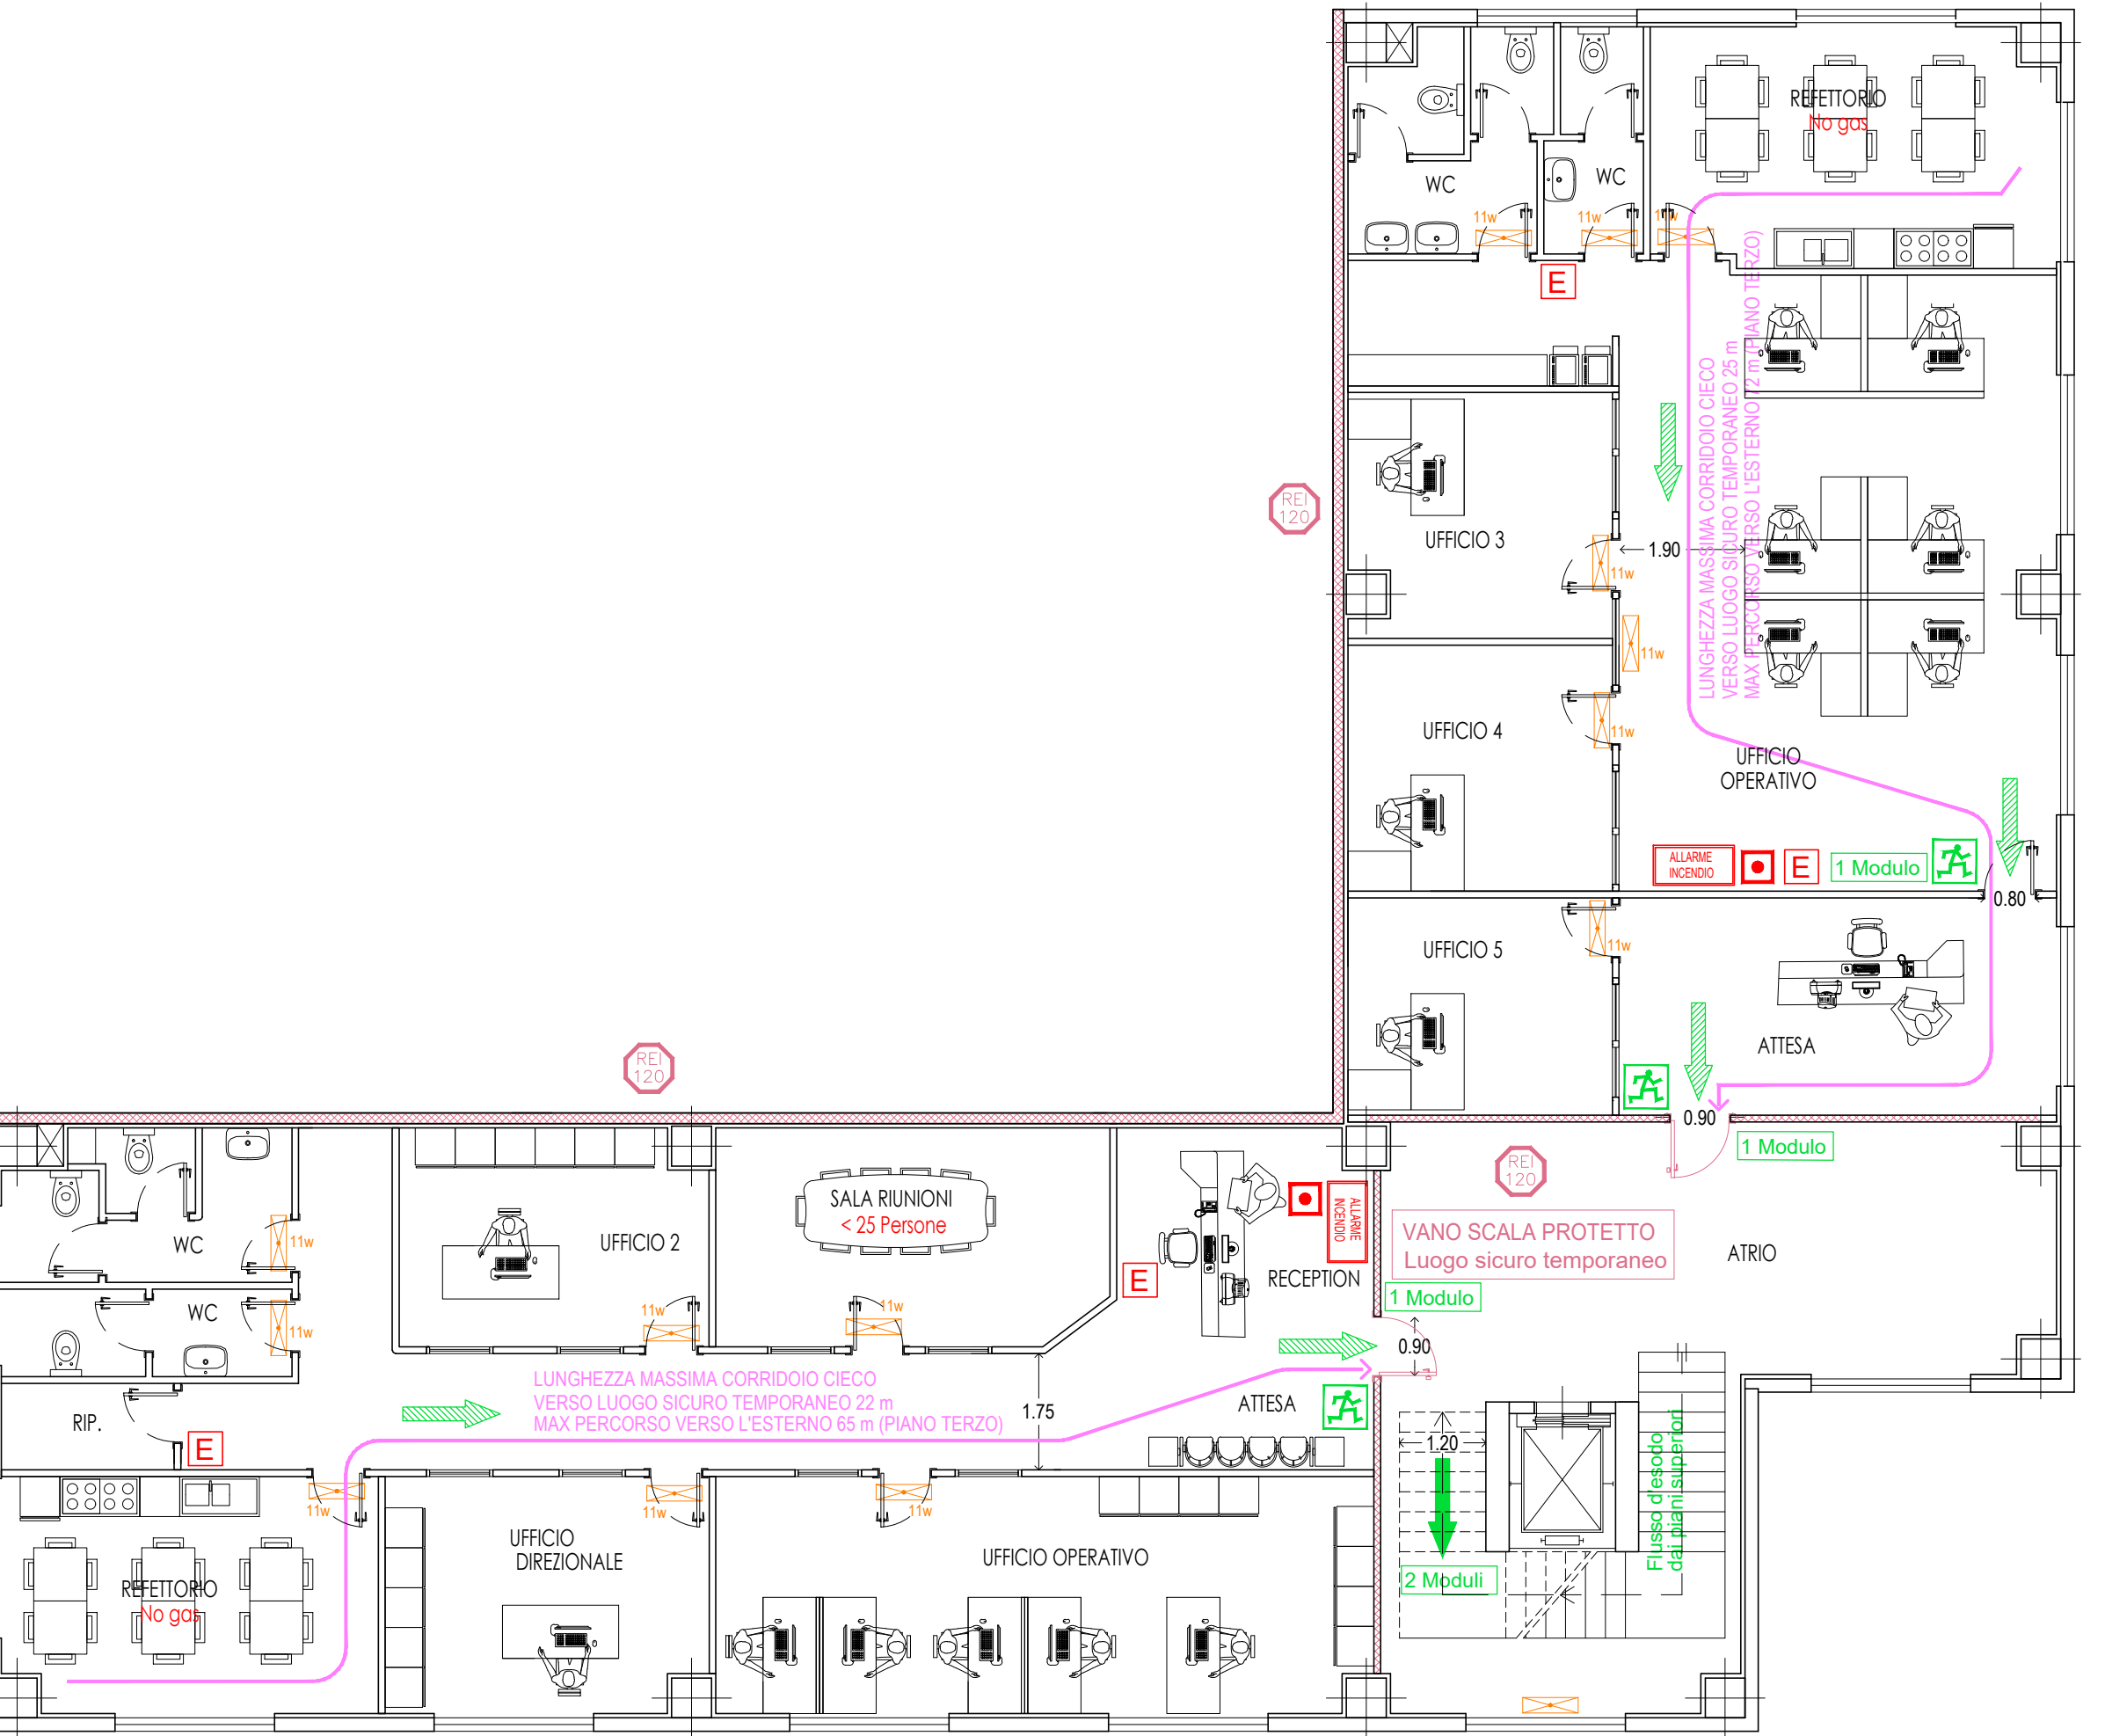 REFETTORIO
No gas
WC
WC
11w
11w
11w
E
LUNGHEZZA MASSIMA CORRIDOIO CIECO
VERSO LUOGO SICURO TEMPORANEO 25 m
MAX PERCORSO VERSO L'ESTERNO 72 m (PIANO TERZO)
REI
120
UFFICIO 3
1.90
11w
11w
UFFICIO 4
11w
UFFICIO
OPERATIVO
ALLARME
INCENDIO
E
1 Modulo
0.80
UFFICIO 5
11w
ATTESA
0.90
1 Modulo
REI
120
REI
120
VANO SCALA PROTETTO
Luogo sicuro temporaneo
ATRIO
SALA RIUNIONI
< 25 Persone
UFFICIO 2
ALLARME
INCENDIO
E
RECEPTION
1 Modulo
WC
11w
WC
11w
11w
11w
0.90
LUNGHEZZA MASSIMA CORRIDOIO CIECO
VERSO LUOGO SICURO TEMPORANEO 22 m
MAX PERCORSO VERSO L'ESTERNO 65 m (PIANO TERZO)
1.75
ATTESA
RIP.
E
1.20
Flusso d'esodo
dai piani superiori
11w
11w
11w
UFFICIO
DIREZIONALE
UFFICIO OPERATIVO
2 Moduli
REFETTORIO
No gas